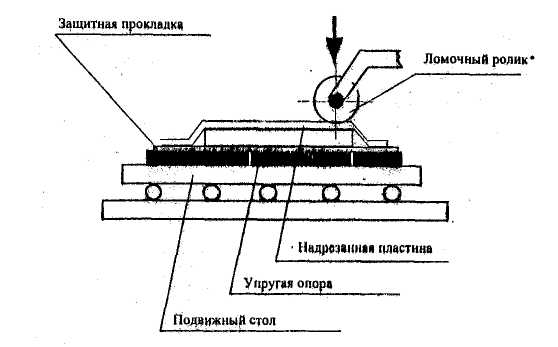 Защитная прокладка
Ломочный ролик*
Надрезанная пластина
Упругая опора
Подвижный стол